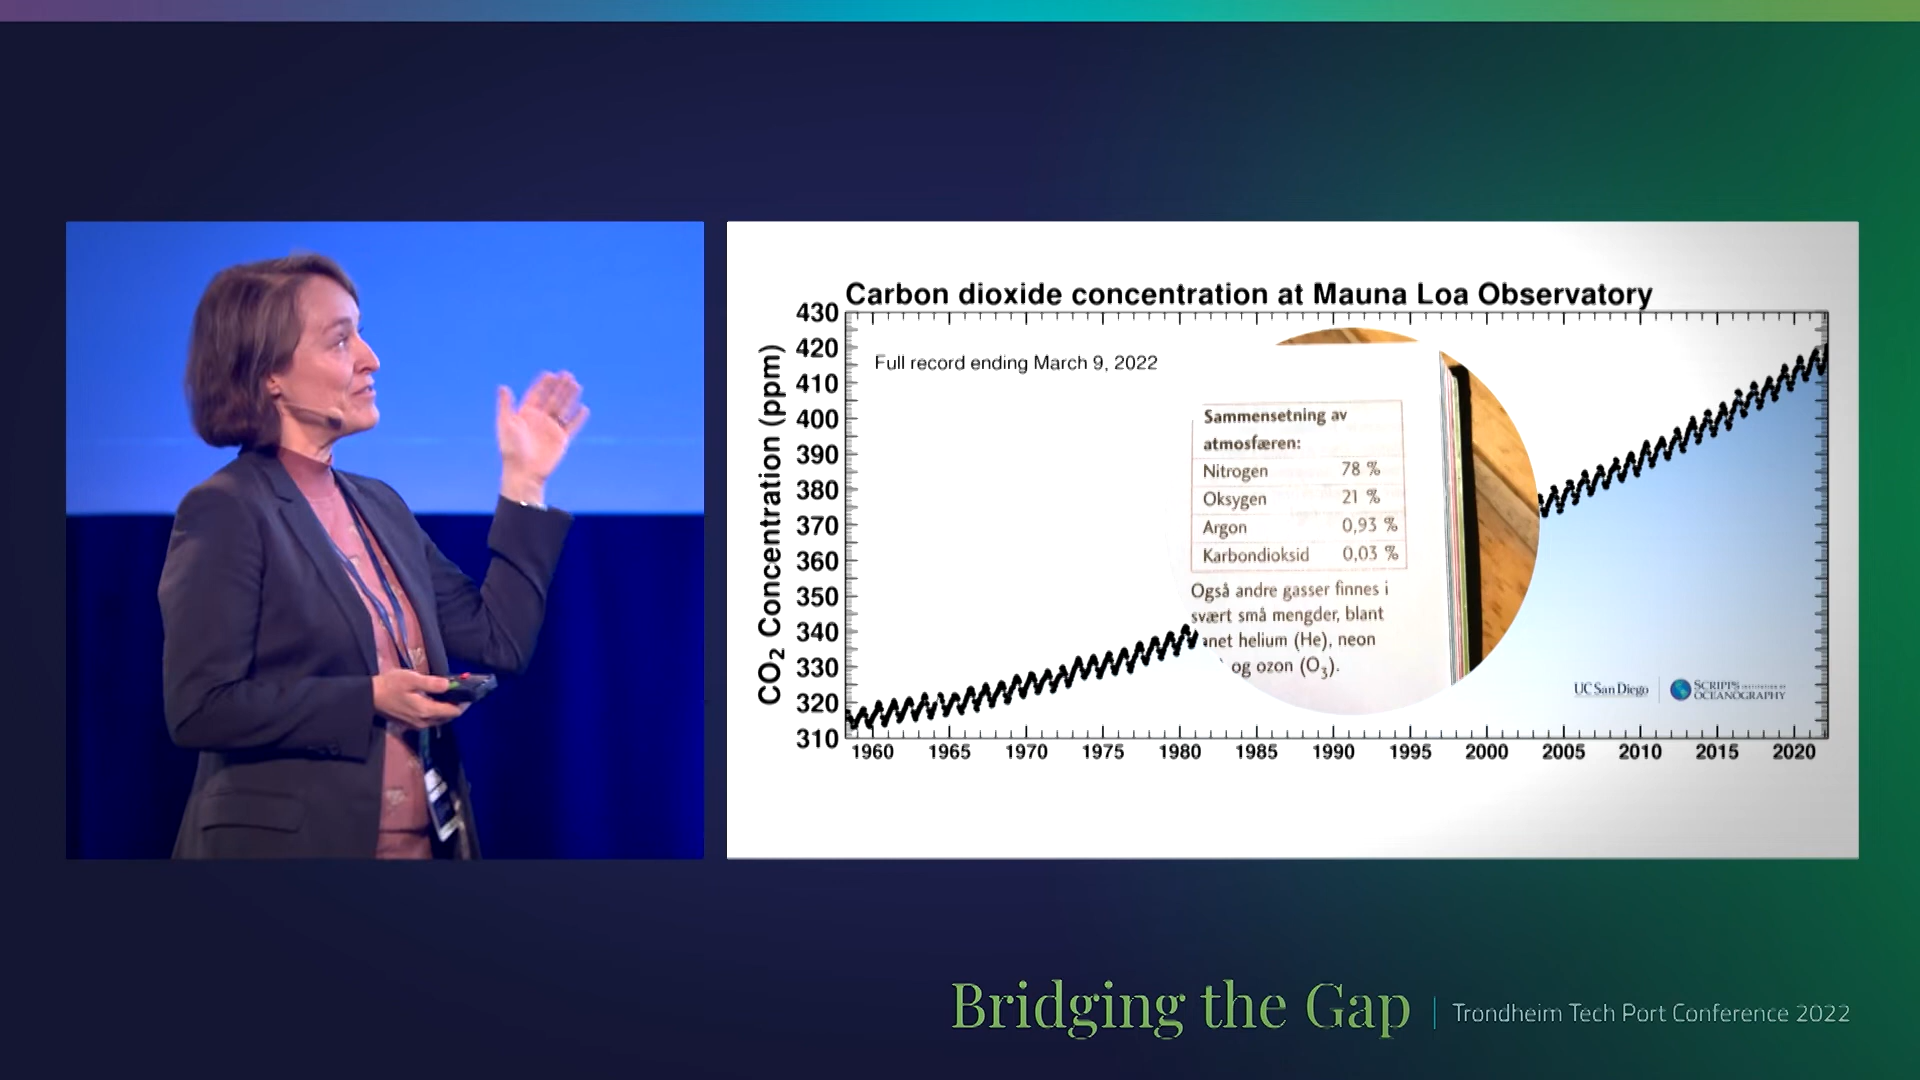 Carbon dioxide concentration at Mauna Loa Observatory
Full record ending March 9, 2022
CO₂ Concentration (ppm)
430
420
410
400
390
380
370
360
350
340
330
320
310
1960 1965 1970 1975 1980 1985 1990 1995 2000 2005 2010 2015 2020
Sammensetning av
atmosfæren:
Nitrogen 78 %
Oksygen 21 %
Argon 0,93 %
Karbondioksid 0,03 %
Også andre gasser finnes i
svært små mengder, blant
helium (He), neon
og ozon (O₃).
UC San Diego
SCRIPPS INSTITUTION OF
OCEANOGRAPHY
Bridging the Gap | Trondheim Tech Port Conference 2022